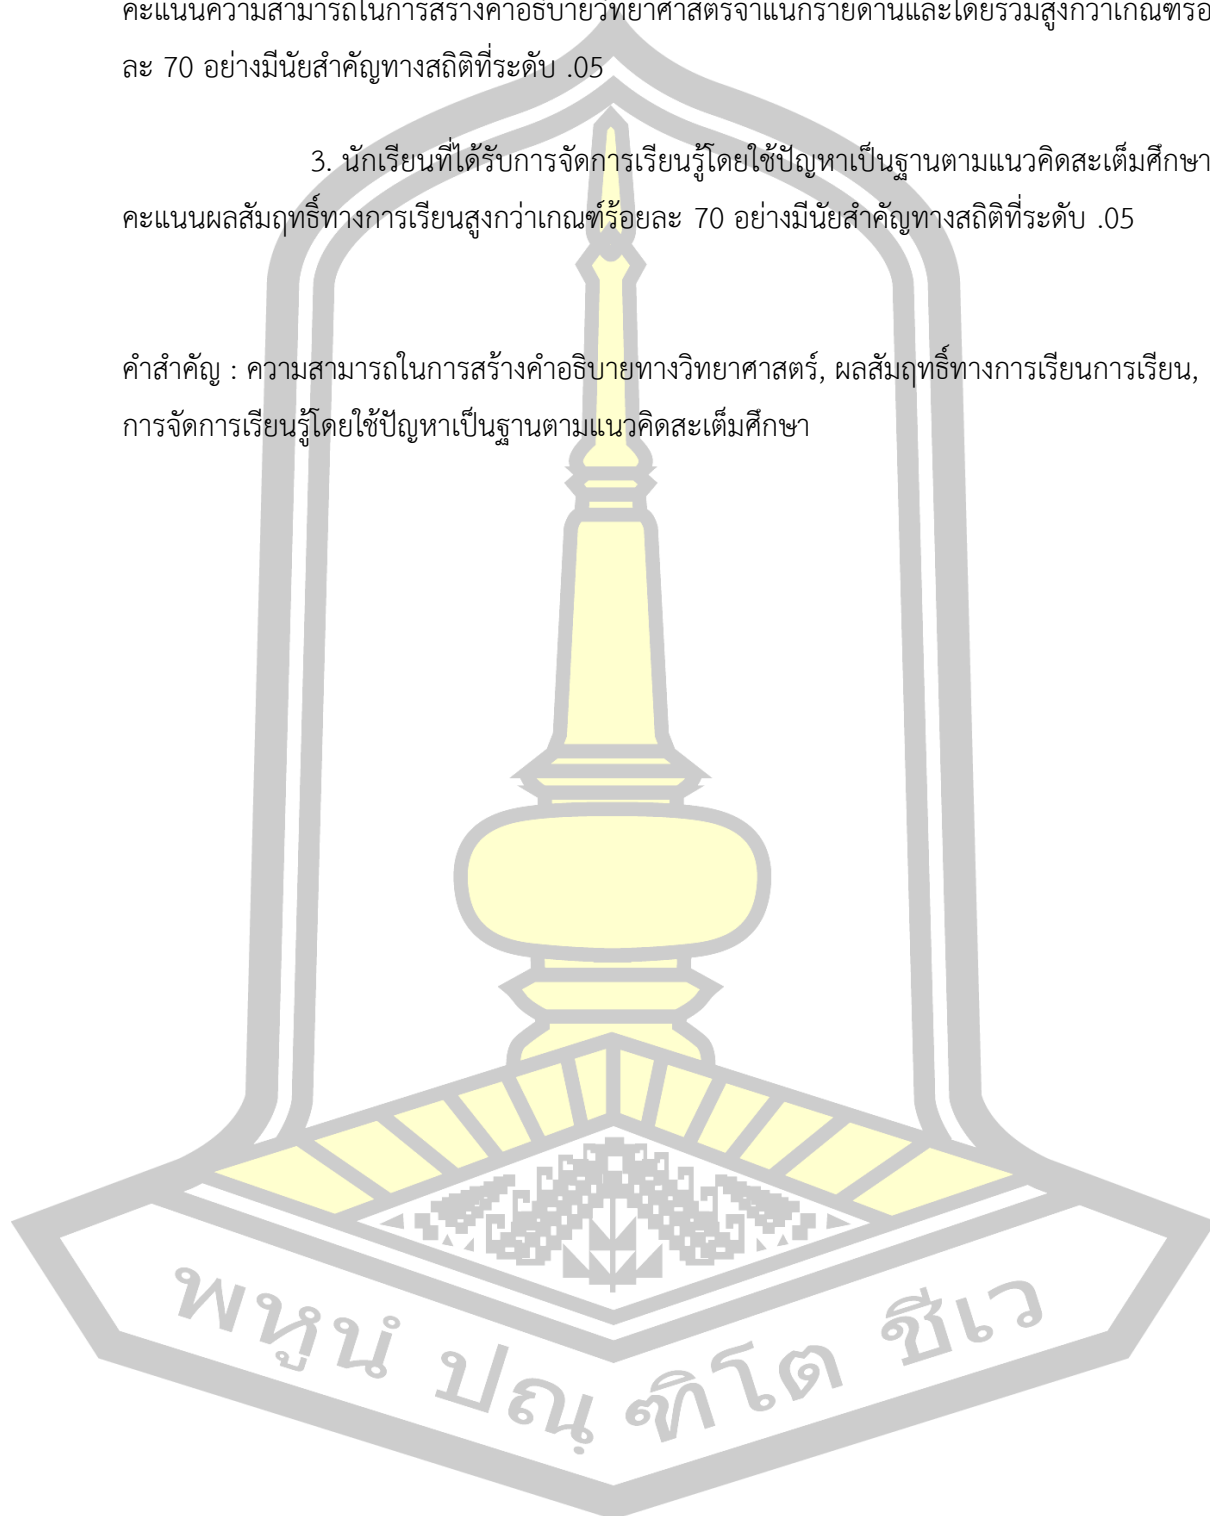 คะแนนความสามารถในการสร้างคำอธิบายวิทยาศาสตร์จำแนกรายด้านและโดยรวมสูงกว่าเกณฑ์ร้อ
ละ 70 อย่างมีนัยสำคัญทางสถิติที่ระดับ .05
3. นักเรียนที่ได้รับการจัดการเรียนรู้โดยใช้ปัญหาเป็นฐานตามแนวคิดสะเต็มศึกษา
คะแนนผลสัมฤทธิ์ทางการเรียนสูงกว่าเกณฑ์ร้อยละ 70 อย่างมีนัยสำคัญทางสถิติที่ระดับ .05
คำสำคัญ : ความสามารถในการสร้างคำอธิบายทางวิทยาศาสตร์, ผลสัมฤทธิ์ทางการเรียนการเรียน,
การจัดการเรียนรู้โดยใช้ปัญหาเป็นฐานตามแนวคิดสะเต็มศึกษา
พหูนํ ปณฺฑิโต ชีเว